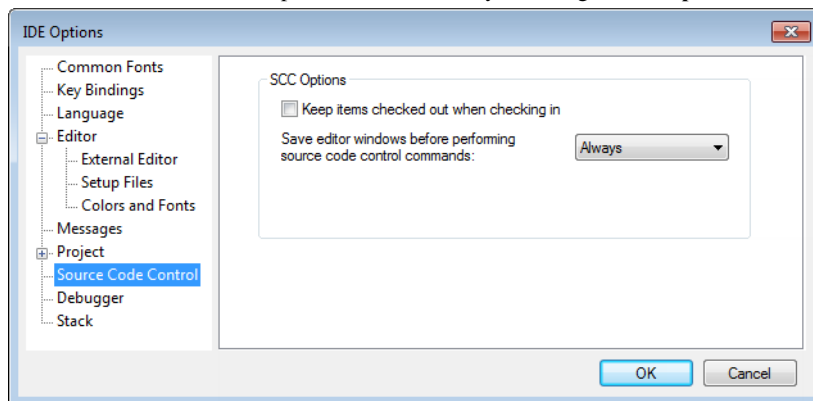 IDE Options
Common Fonts
Key Bindings
Language
Editor
External Editor
Setup Files
Colors and Fonts
Messages
Project
Source Code Control
Debugger
Stack
SCC Options
Keep items checked out when checking in
Save editor windows before performing
source code control commands:
Always
OK
Cancel